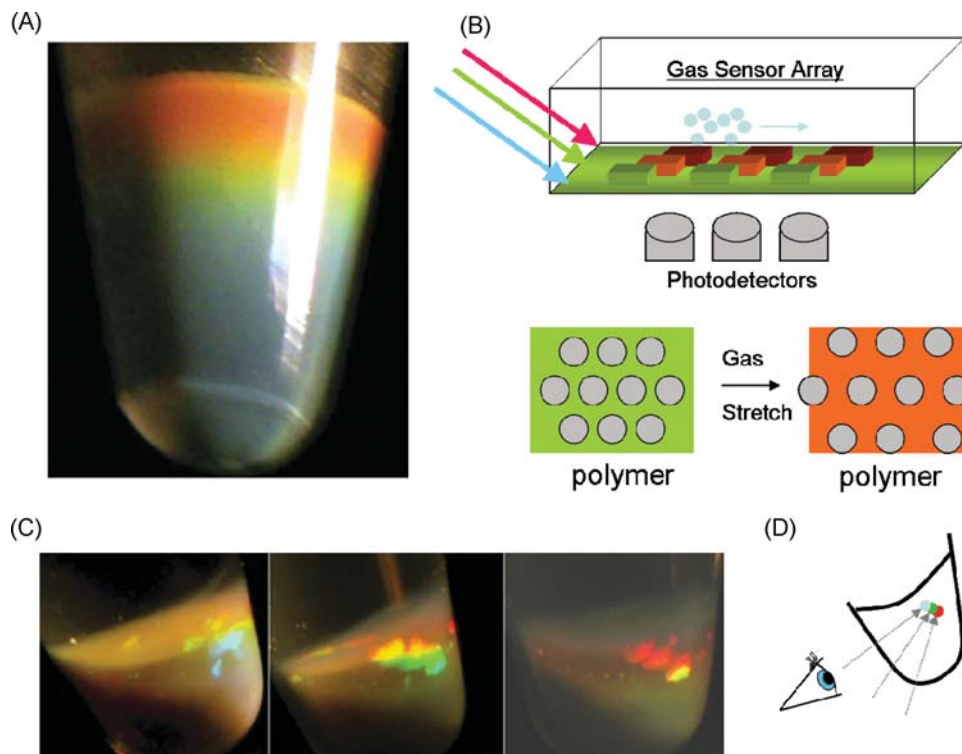 (A)
(B)
Gas Sensor Array
Photodetectors
Gas
Stretch
polymer
polymer
(C)
(D)